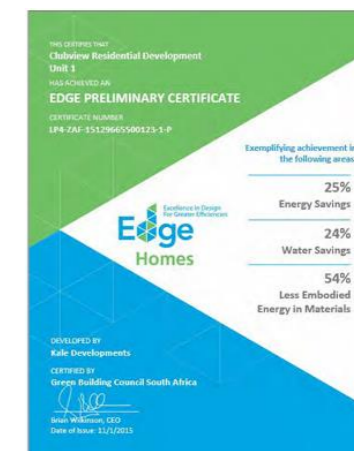 THIS CERTIFIES THAT
Clubview Residential Development
Unit 1
HAS ACHIEVED AN
EDGE PRELIMINARY CERTIFICATE
CERTIFICATE NUMBER
LP4-ZAF-15129665500123-1-P
Exemplifying achievement in
the following areas
25%
Energy Savings
24%
Water Savings
54%
Less Embodied
Energy in Materials
Edge
Excellence in Design
For Greater Efficiencies
Homes
DEVELOPED BY
Kale Developments
CERTIFIED BY
Green Building Council South Africa
Brian Wilkinson, CEO
Date of Issue: 11/1/2015